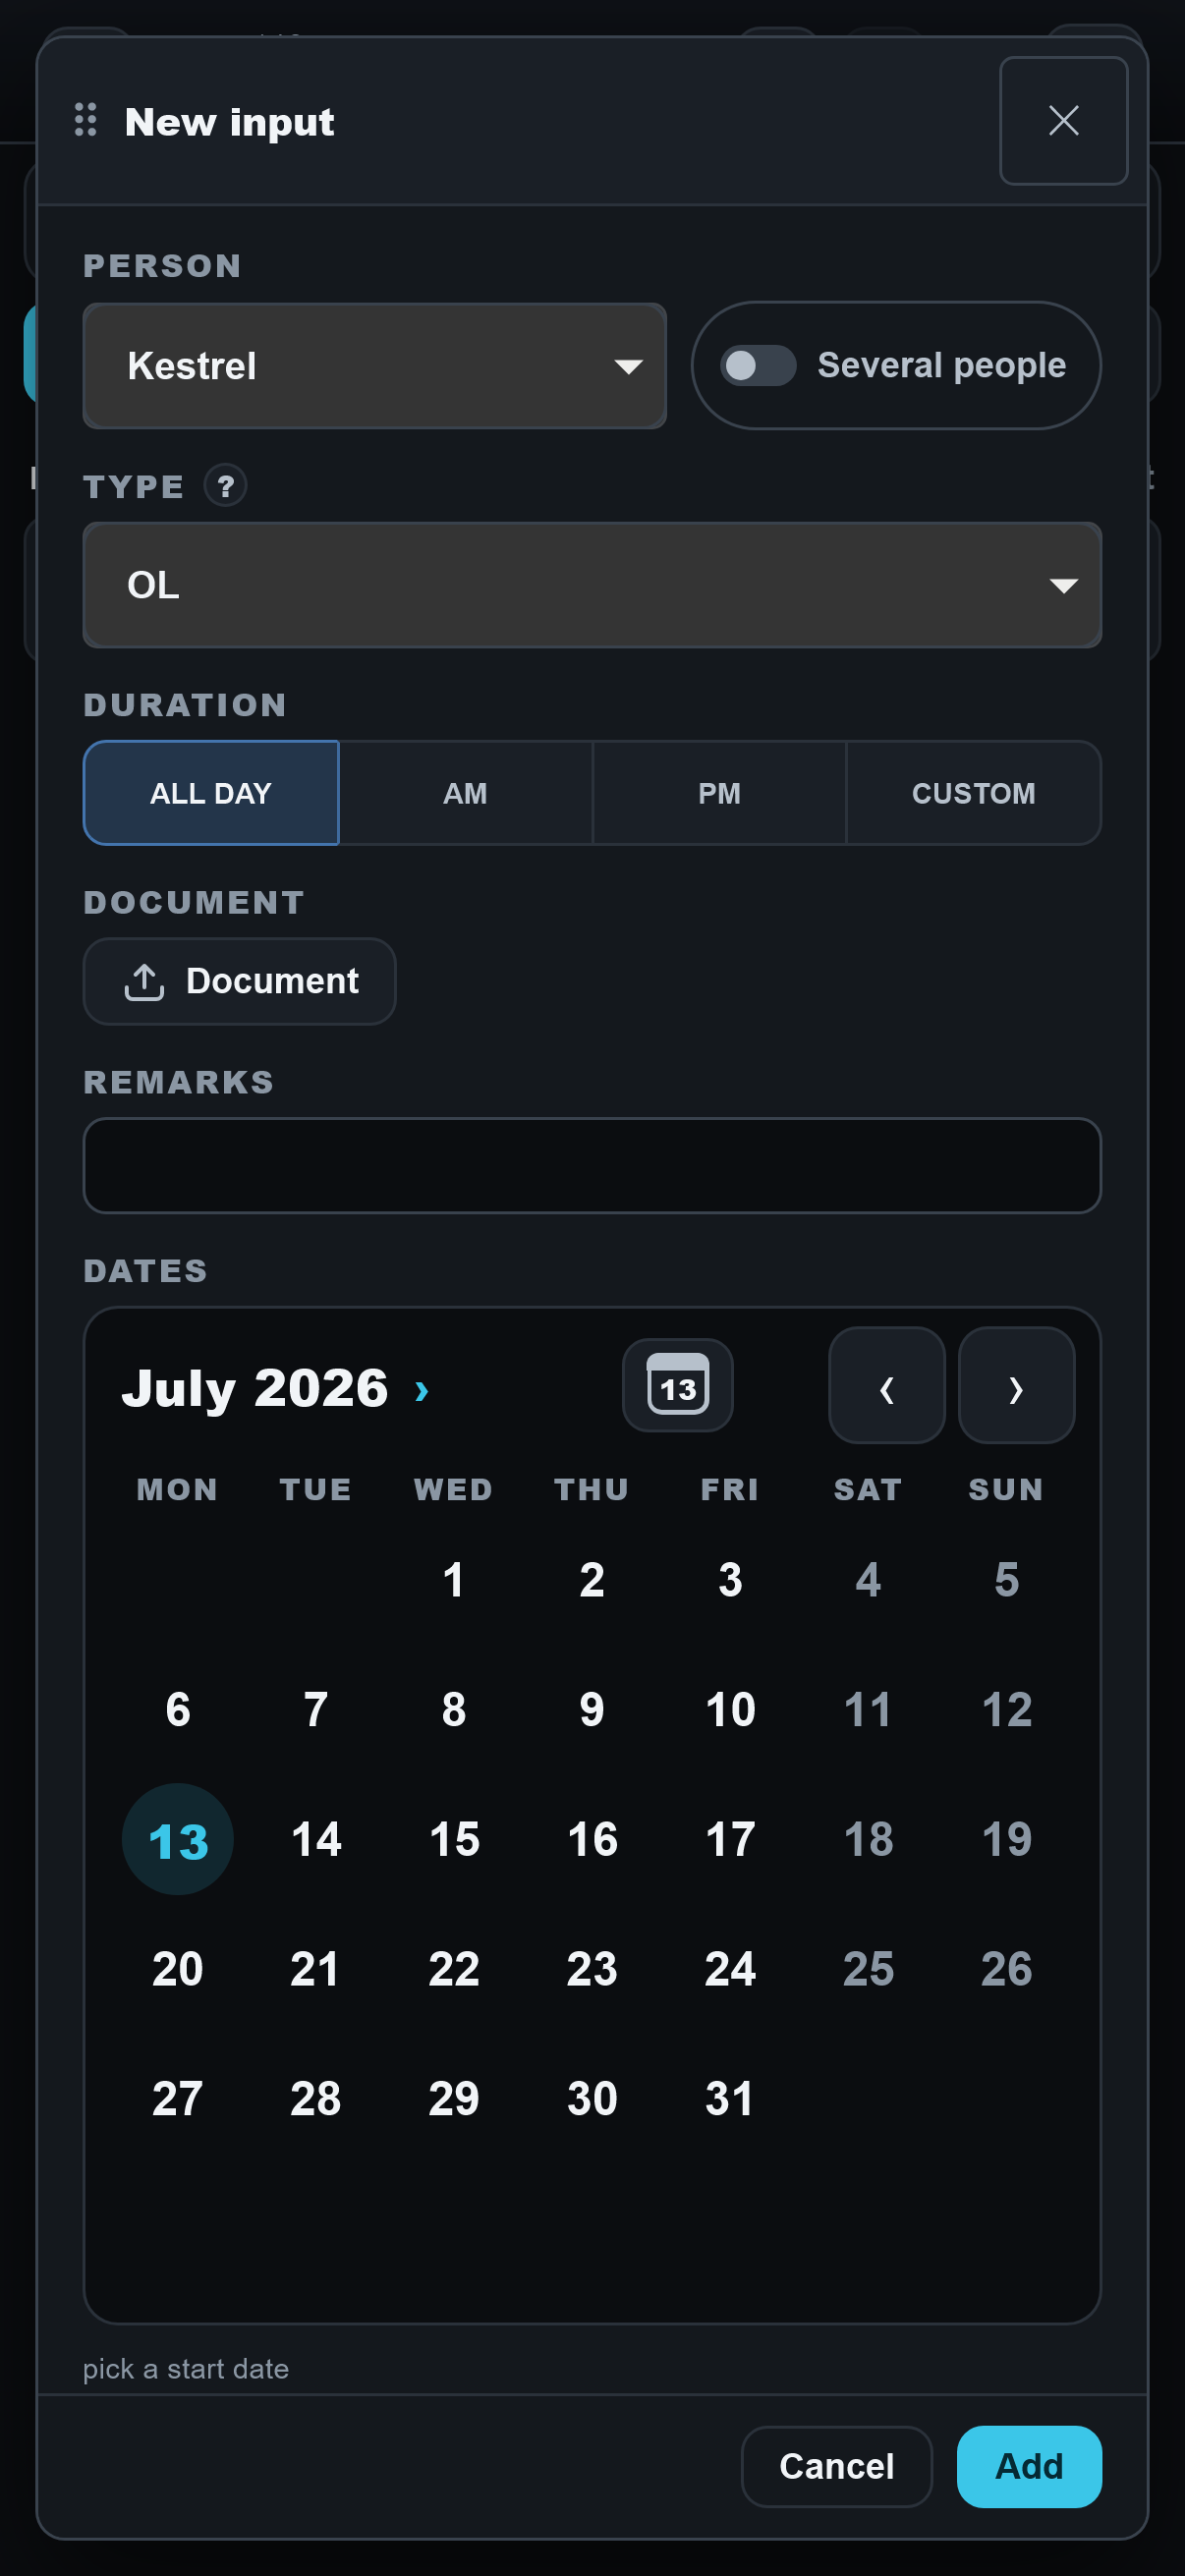 New input
PERSON
Kestrel
Several people
TYPE ?
OL
DURATION
ALL DAY AM PM CUSTOM
DOCUMENT
Document
REMARKS
DATES
July 2026 › 13 ‹ ›
MON TUE WED THU FRI SAT SUN
1 2 3 4 5
6 7 8 9 10 11 12
13 14 15 16 17 18 19
20 21 22 23 24 25 26
27 28 29 30 31
pick a start date
Cancel Add